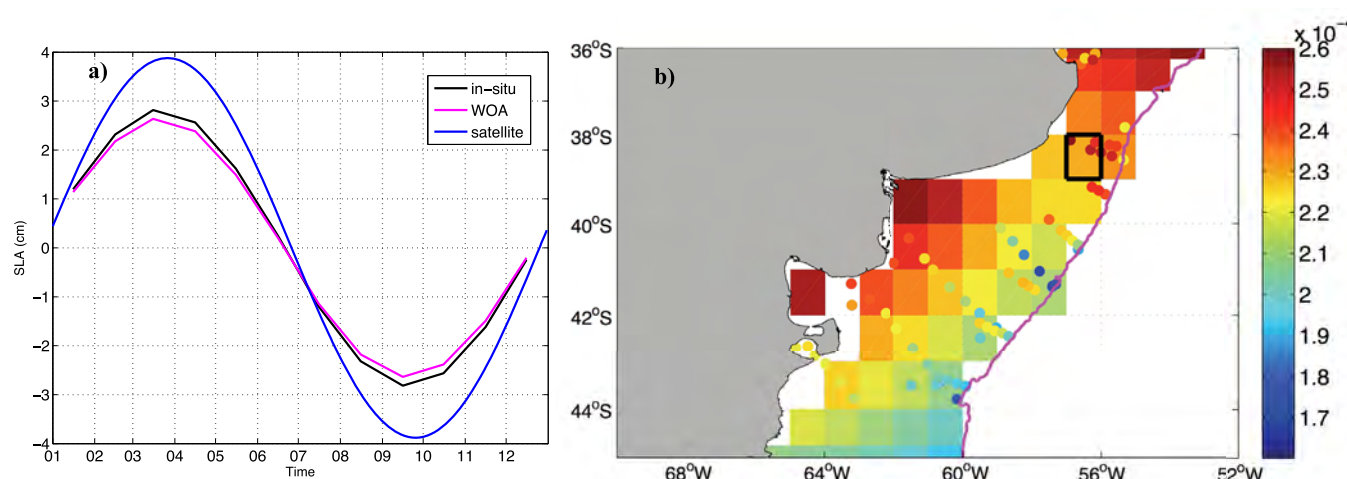 a)
SLA (cm)
4
3
2
1
0
−1
−2
−3
−4
01 02 03 04 05 06 07 08 09 10 11 12
Time
in−situ
WOA
satellite
b)
36°S
38°S
40°S
42°S
44°S
68°W 64°W 60°W 56°W 52°W
2.6
2.5
2.4
2.3
2.2
2.1
2
1.9
1.8
1.7